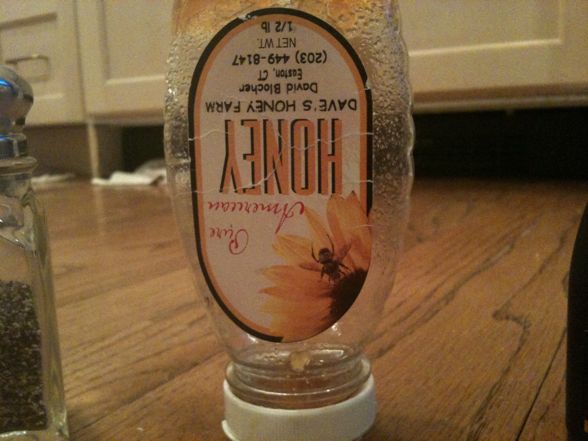 Pure
American
HONEY
DAVE'S HONEY FARM
David Blocher
Easton, CT
(203) 449-8147
NET WT.
1/2 lb